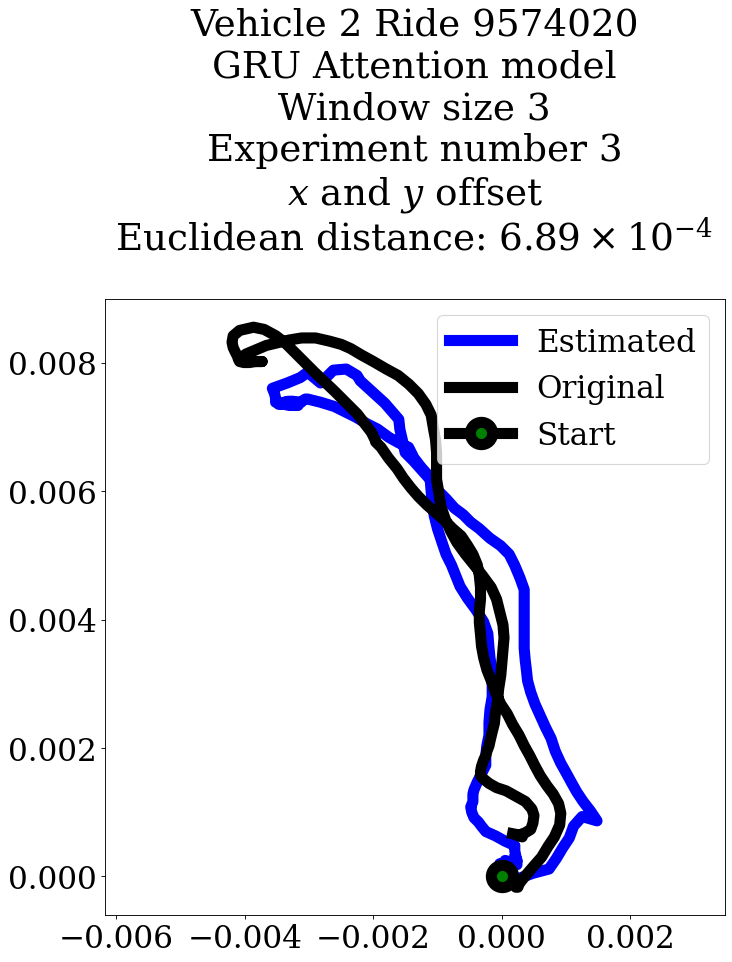 Vehicle 2 Ride 9574020
GRU Attention model
Window size 3
Experiment number 3
x and y offset
Euclidean distance: 6.89 × 10⁻⁴
Estimated
Original
Start
0.008
0.006
0.004
0.002
0.000
−0.006 −0.004 −0.002 0.000 0.002